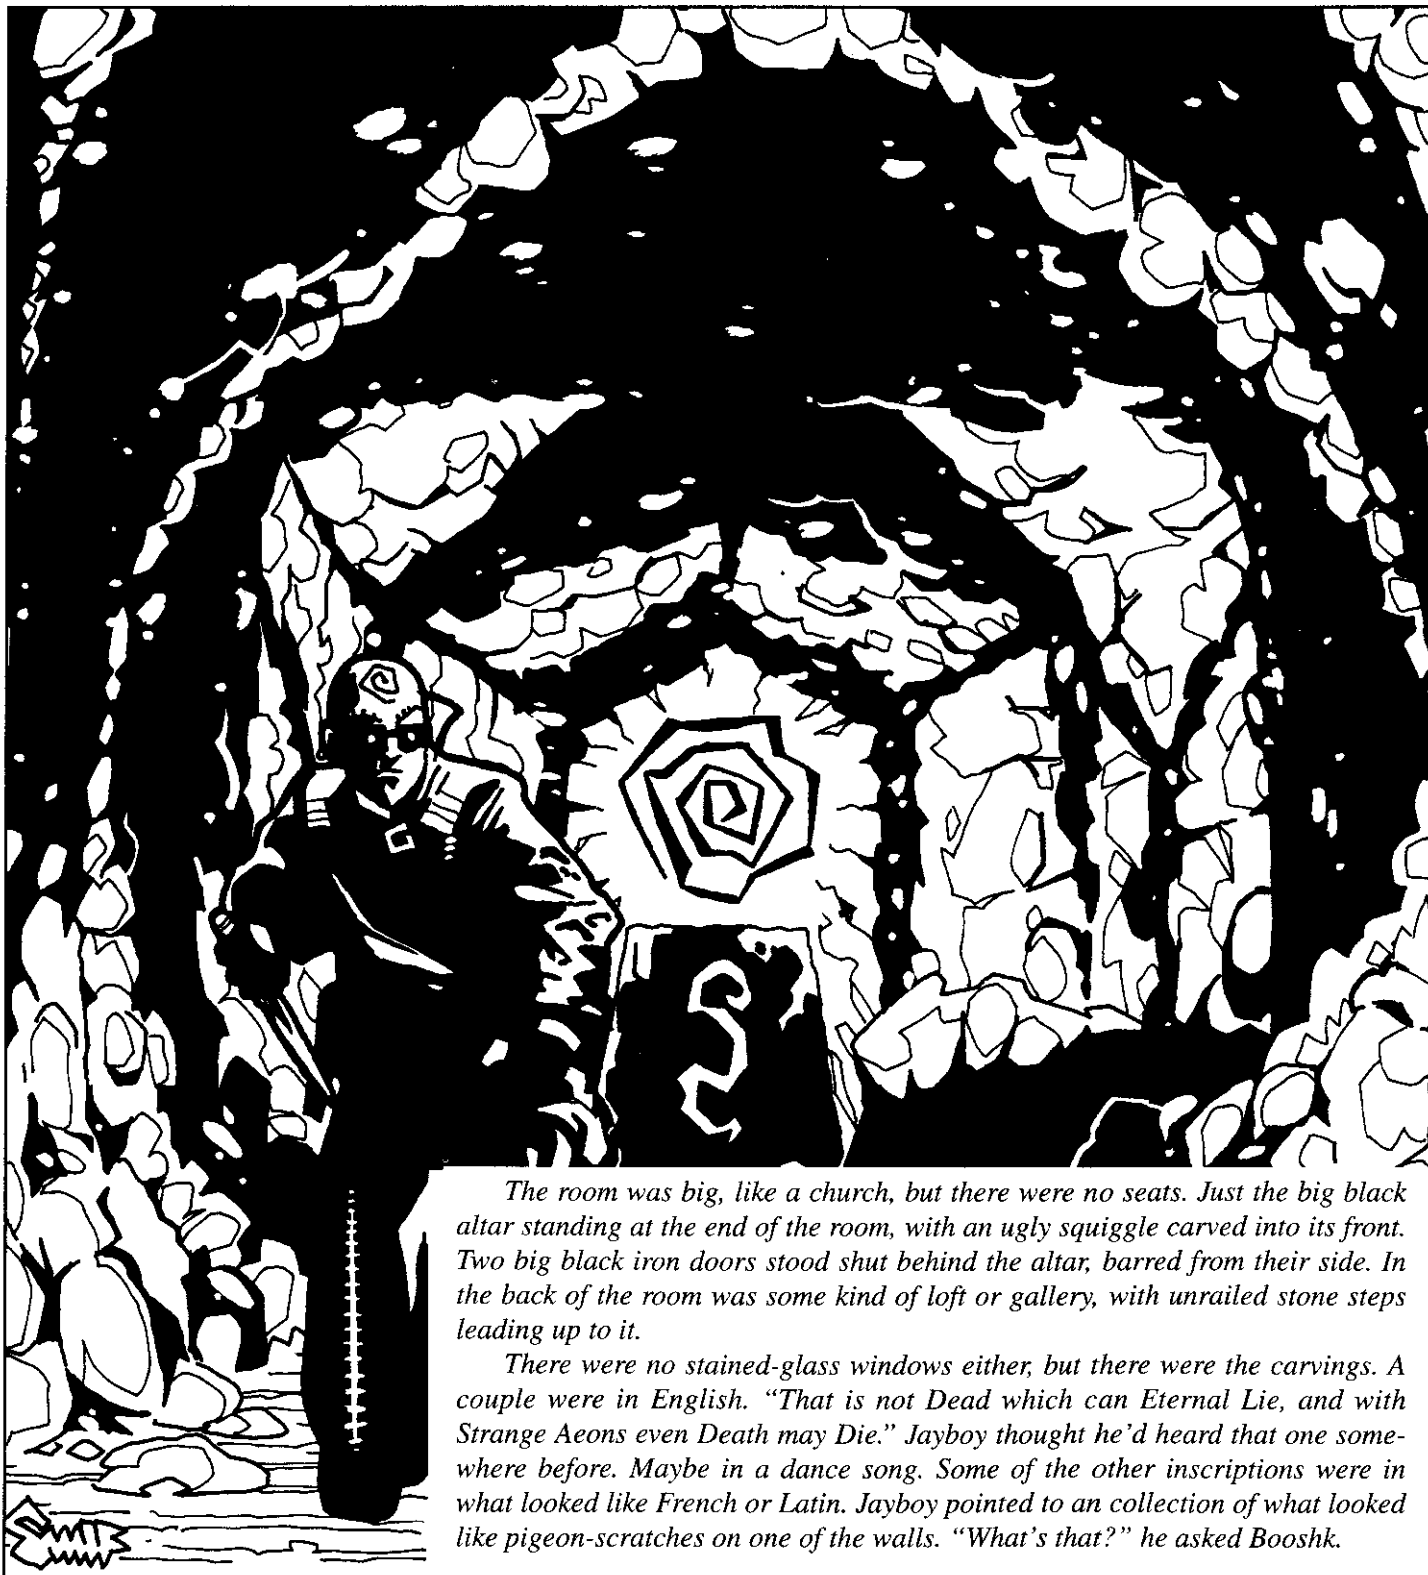 The room was big, like a church, but there were no seats. Just the big black
altar standing at the end of the room, with an ugly squiggle carved into its front.
Two big black iron doors stood shut behind the altar, barred from their side. In
the back of the room was some kind of loft or gallery, with unrailed stone steps
leading up to it.
There were no stained-glass windows either, but there were the carvings. A
couple were in English. “That is not Dead which can Eternal Lie, and with
Strange Aeons even Death may Die.” Jayboy thought he’d heard that one some-
where before. Maybe in a dance song. Some of the other inscriptions were in
what looked like French or Latin. Jayboy pointed to an collection of what looked
like pigeon-scratches on one of the walls. “What’s that?” he asked Booshk.